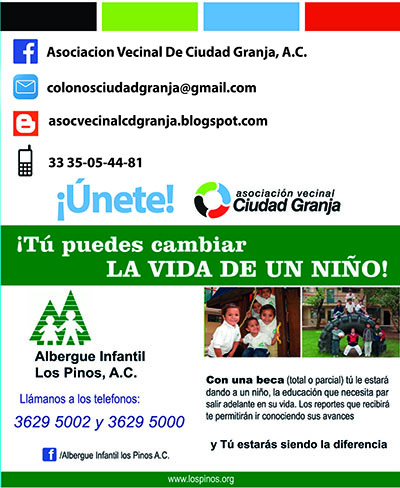 Asociacion Vecinal De Ciudad Granja, A.C.
colonosciudadgranja@gmail.com
asocvecinalcdgranja.blogspot.com
33 35-05-44-81
¡Únete!
asociación vecinal
Ciudad Granja
¡Tú puedes cambiar
LA VIDA DE UN NIÑO!
Albergue Infantil
Los Pinos, A.C.
Llámanos a los telefonos:
3629 5002 y 3629 5000
/Albergue Infantil los Pinos A.C.
Con una beca (total o parcial) tú le estará
dando a un niño, la educación que necesita par
salir adelante en su vida. Los reportes que recibirá
te permitirán ir conociendo sus avances
y Tú estarás siendo la diferencia
www.lospinos.org